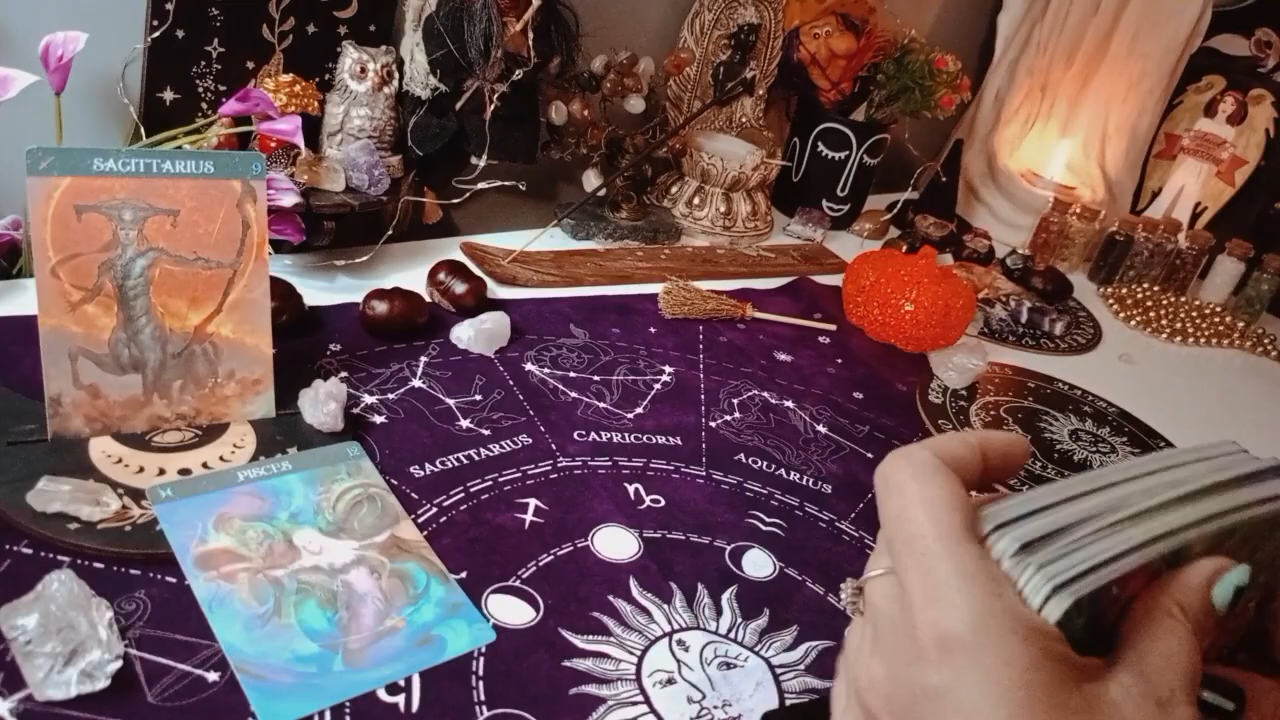 SAGITTARIUS 9
PISCES 12
SAGITTARIUS
CAPRICORN
AQUARIUS